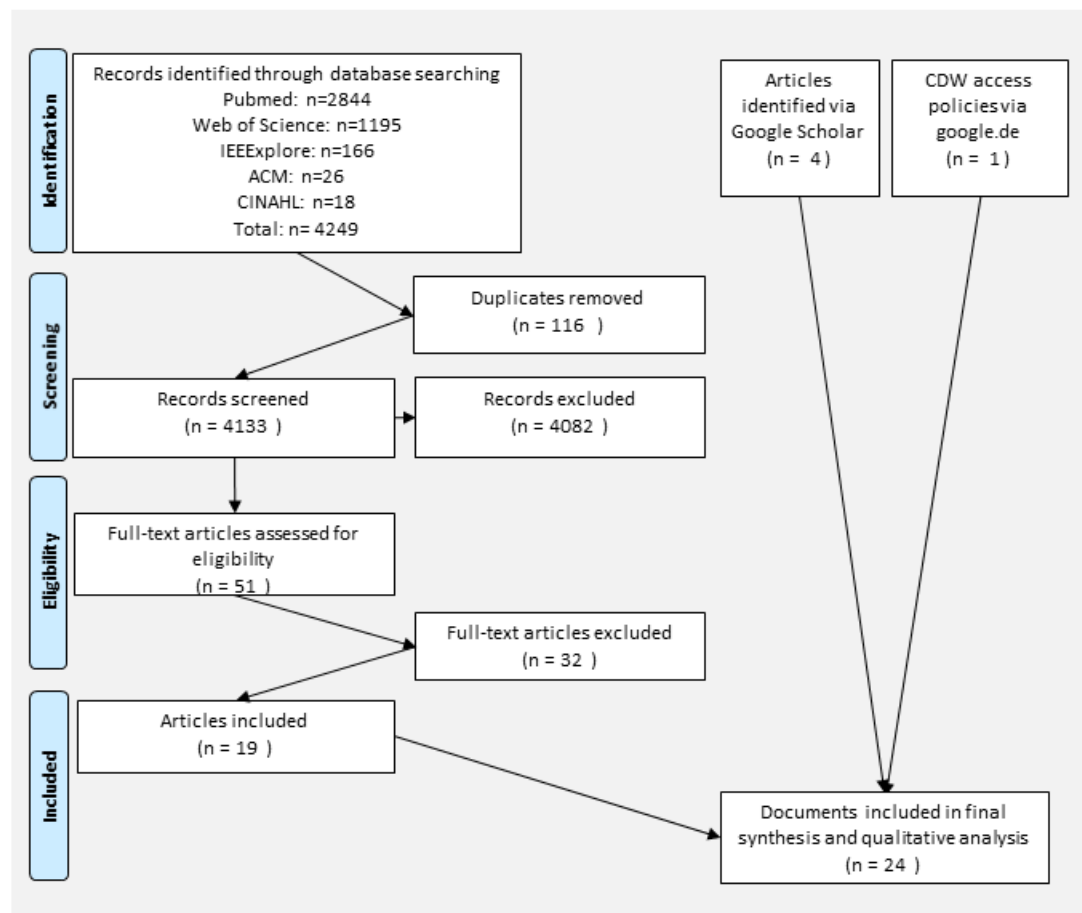 Identification
Records identified through database searching
Pubmed: n=2844
Web of Science: n=1195
IEEExplore: n=166
ACM: n=26
CINAHL: n=18
Total: n= 4249
Articles
identified via
Google Scholar
(n = 4)
CDW access
policies via
google.de
(n = 1)
Screening
Duplicates removed
(n = 116 )
Records screened
(n = 4133 )
Records excluded
(n = 4082 )
Eligibility
Full-text articles assessed for
eligibility
(n = 51 )
Full-text articles excluded
(n = 32 )
Included
Articles included
(n = 19 )
Documents included in final
synthesis and qualitative analysis
(n = 24 )